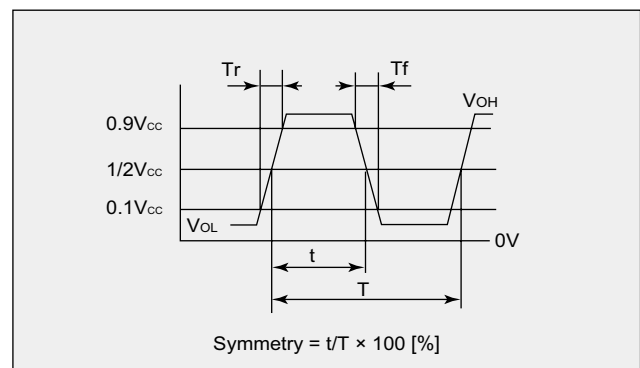 Tr Tf
VOH
0.9Vcc
1/2Vcc
0.1Vcc
VOL
0V
t
T
Symmetry = t/T × 100 [%]